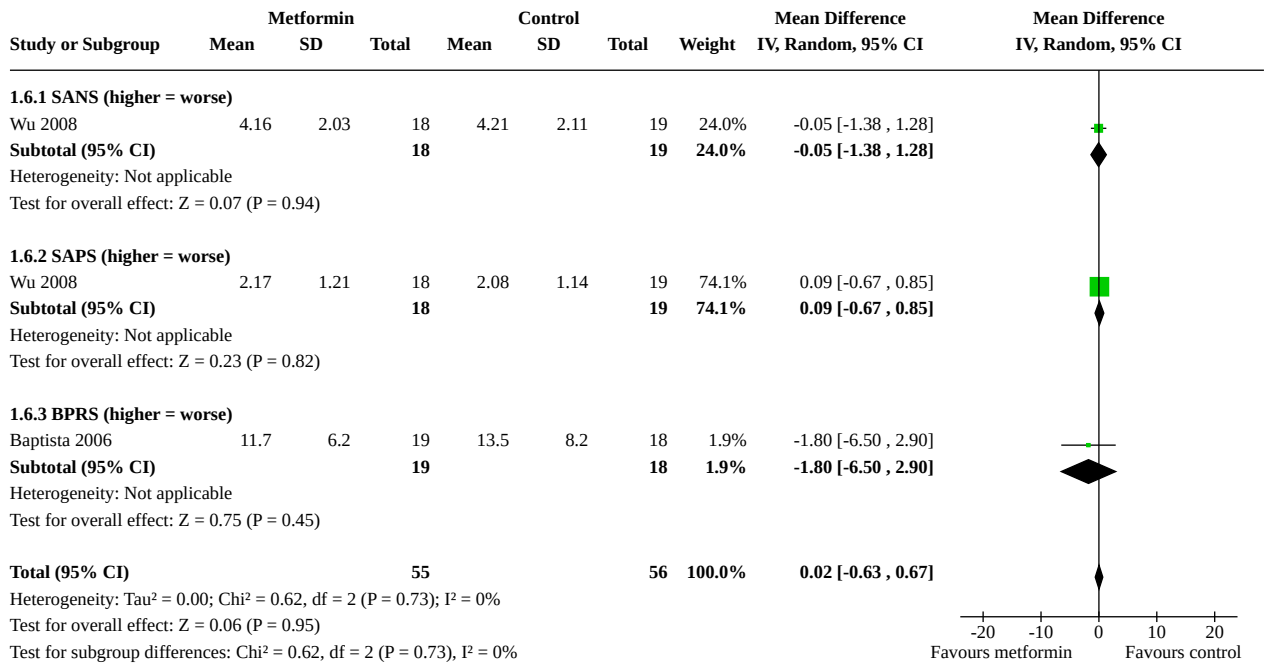 Metformin Control Mean Difference Mean Difference
Study or Subgroup Mean SD Total Mean SD Total Weight IV, Random, 95% CI IV, Random, 95% CI
1.6.1 SANS (higher = worse)
Wu 2008 4.16 2.03 18 4.21 2.11 19 24.0% -0.05 [-1.38 , 1.28]
Subtotal (95% CI) 18 19 24.0% -0.05 [-1.38 , 1.28]
Heterogeneity: Not applicable
Test for overall effect: Z = 0.07 (P = 0.94)
1.6.2 SAPS (higher = worse)
Wu 2008 2.17 1.21 18 2.08 1.14 19 74.1% 0.09 [-0.67 , 0.85]
Subtotal (95% CI) 18 19 74.1% 0.09 [-0.67 , 0.85]
Heterogeneity: Not applicable
Test for overall effect: Z = 0.23 (P = 0.82)
1.6.3 BPRS (higher = worse)
Baptista 2006 11.7 6.2 19 13.5 8.2 18 1.9% -1.80 [-6.50 , 2.90]
Subtotal (95% CI) 19 18 1.9% -1.80 [-6.50 , 2.90]
Heterogeneity: Not applicable
Test for overall effect: Z = 0.75 (P = 0.45)
Total (95% CI) 55 56 100.0% 0.02 [-0.63 , 0.67]
Heterogeneity: Tau² = 0.00; Chi² = 0.62, df = 2 (P = 0.73); I² = 0%
Test for overall effect: Z = 0.06 (P = 0.95)
-20 -10 0 10 20
Test for subgroup differences: Chi² = 0.62, df = 2 (P = 0.73), I² = 0%
Favours metformin Favours control